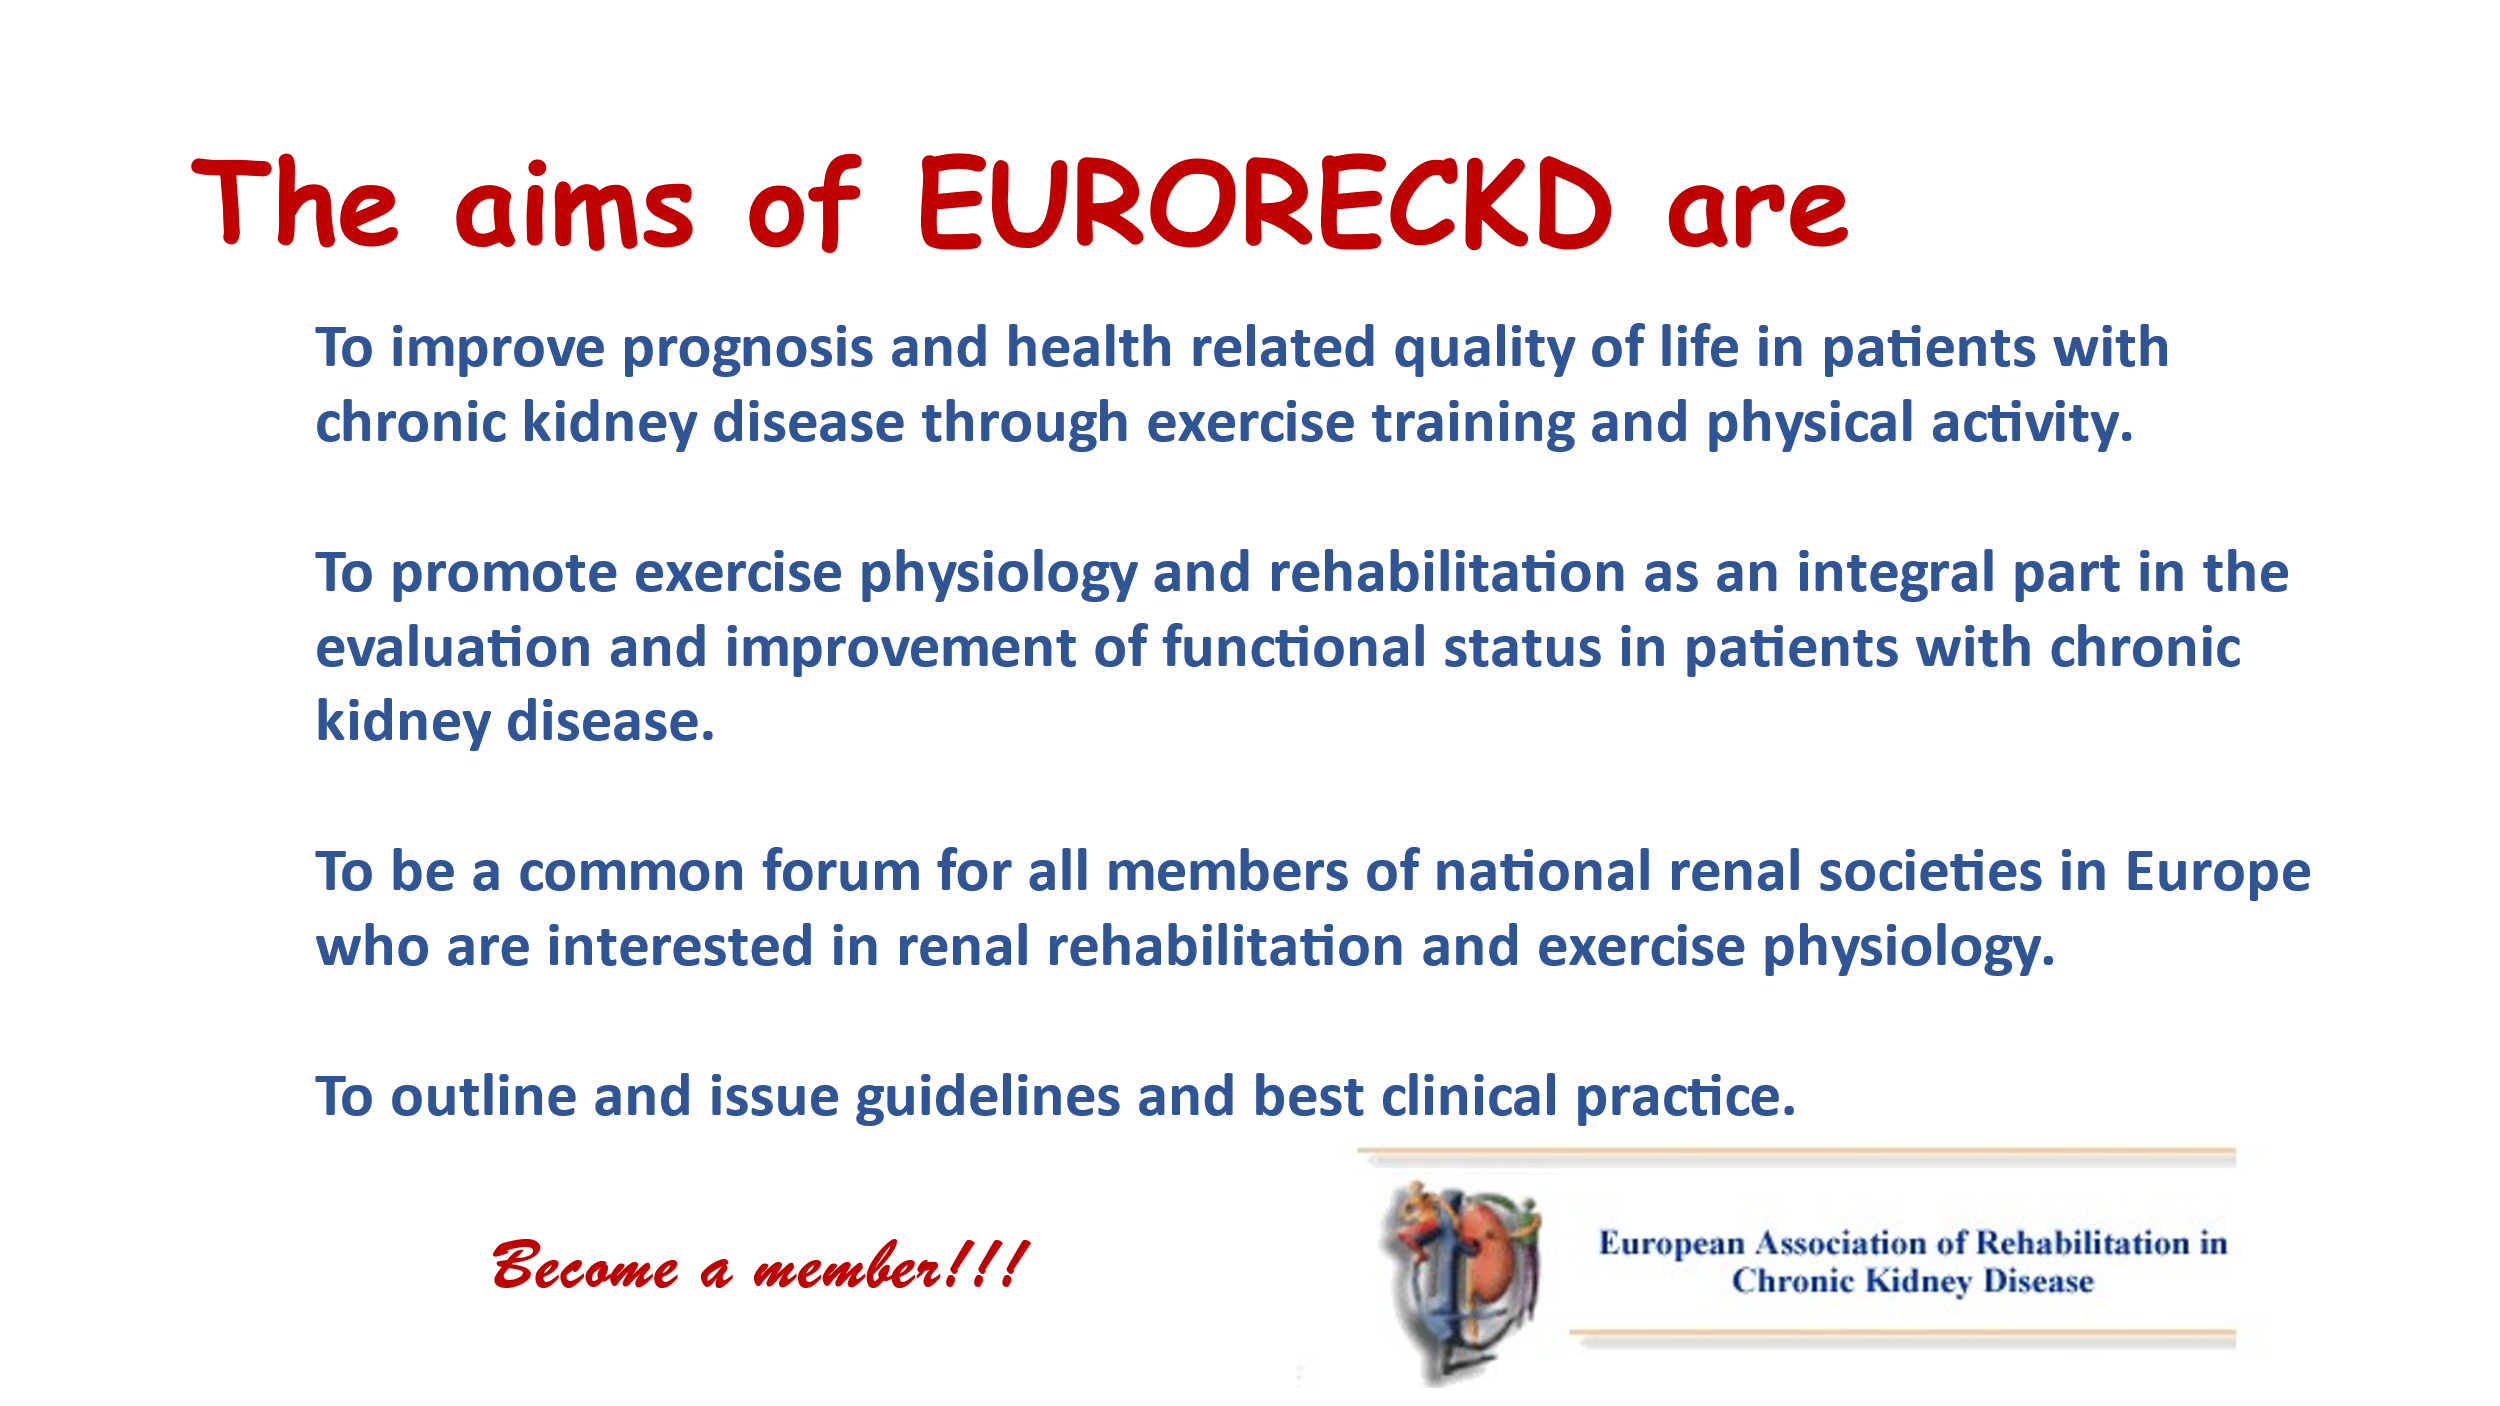 The aims of EURORECKD are
To improve prognosis and health related quality of life in patients with
chronic kidney disease through exercise training and physical activity.
To promote exercise physiology and rehabilitation as an integral part in the
evaluation and improvement of functional status in patients with chronic
kidney disease.
To be a common forum for all members of national renal societies in Europe
who are interested in renal rehabilitation and exercise physiology.
To outline and issue guidelines and best clinical practice.
Become a member!!!
European Association of Rehabilitation in
Chronic Kidney Disease